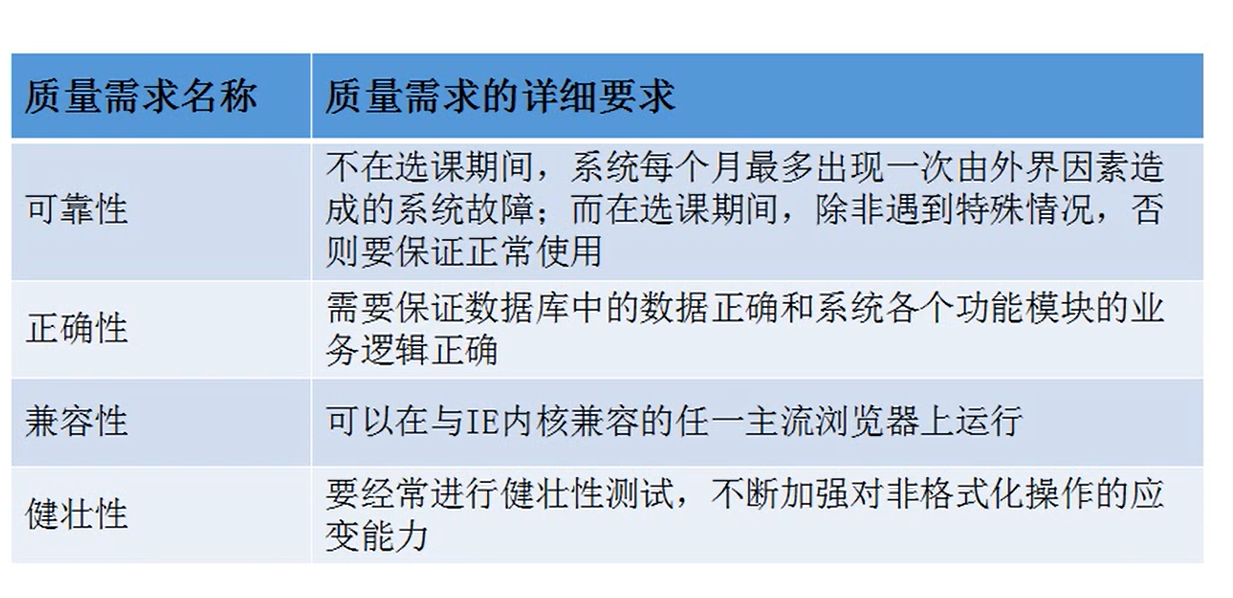 质量需求名称
质量需求的详细要求
可靠性
不在选课期间，系统每个月最多出现一次由外界因素造
成的系统故障；而在选课期间，除非遇到特殊情况，否
则要保证正常使用
正确性
需要保证数据库中的数据正确和系统各个功能模块的业
务逻辑正确
兼容性
可以在与IE内核兼容的任一主流浏览器上运行
健壮性
要经常进行健壮性测试，不断加强对非格式化操作的应
变能力